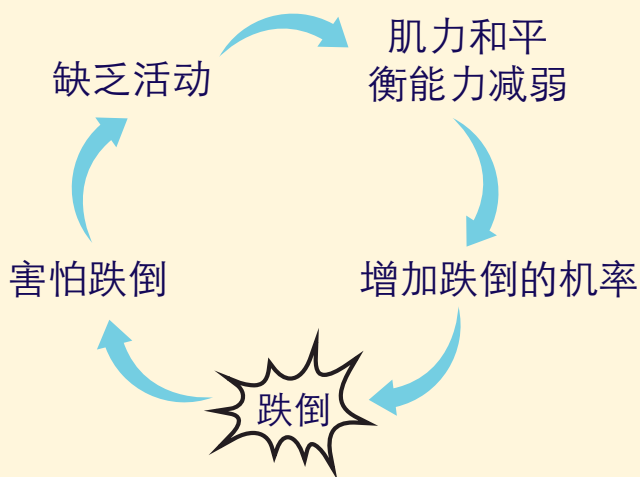 缺乏活动
肌力和平
衡能力减弱
增加跌倒的机率
跌倒
害怕跌倒